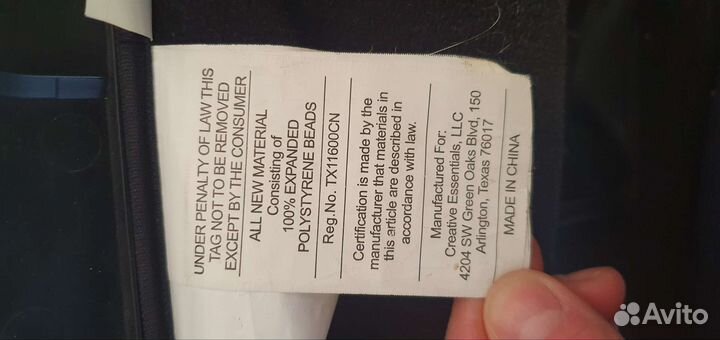 UNDER PENALTY OF LAW THIS
TAG NOT TO BE REMOVED
EXCEPT BY THE CONSUMER
ALL NEW MATERIAL
Consisting of
100% EXPANDED
POLYSTYRENE BEADS
Reg.No. TX11600CN
Certification is made by the
manufacturer that materials in
this article are described in
accordance with law.
Manufactured For:
Creative Essentials, LLC
4204 SW Green Oaks Blvd, 150
Arlington, Texas 76017
MADE IN CHINA
Avito